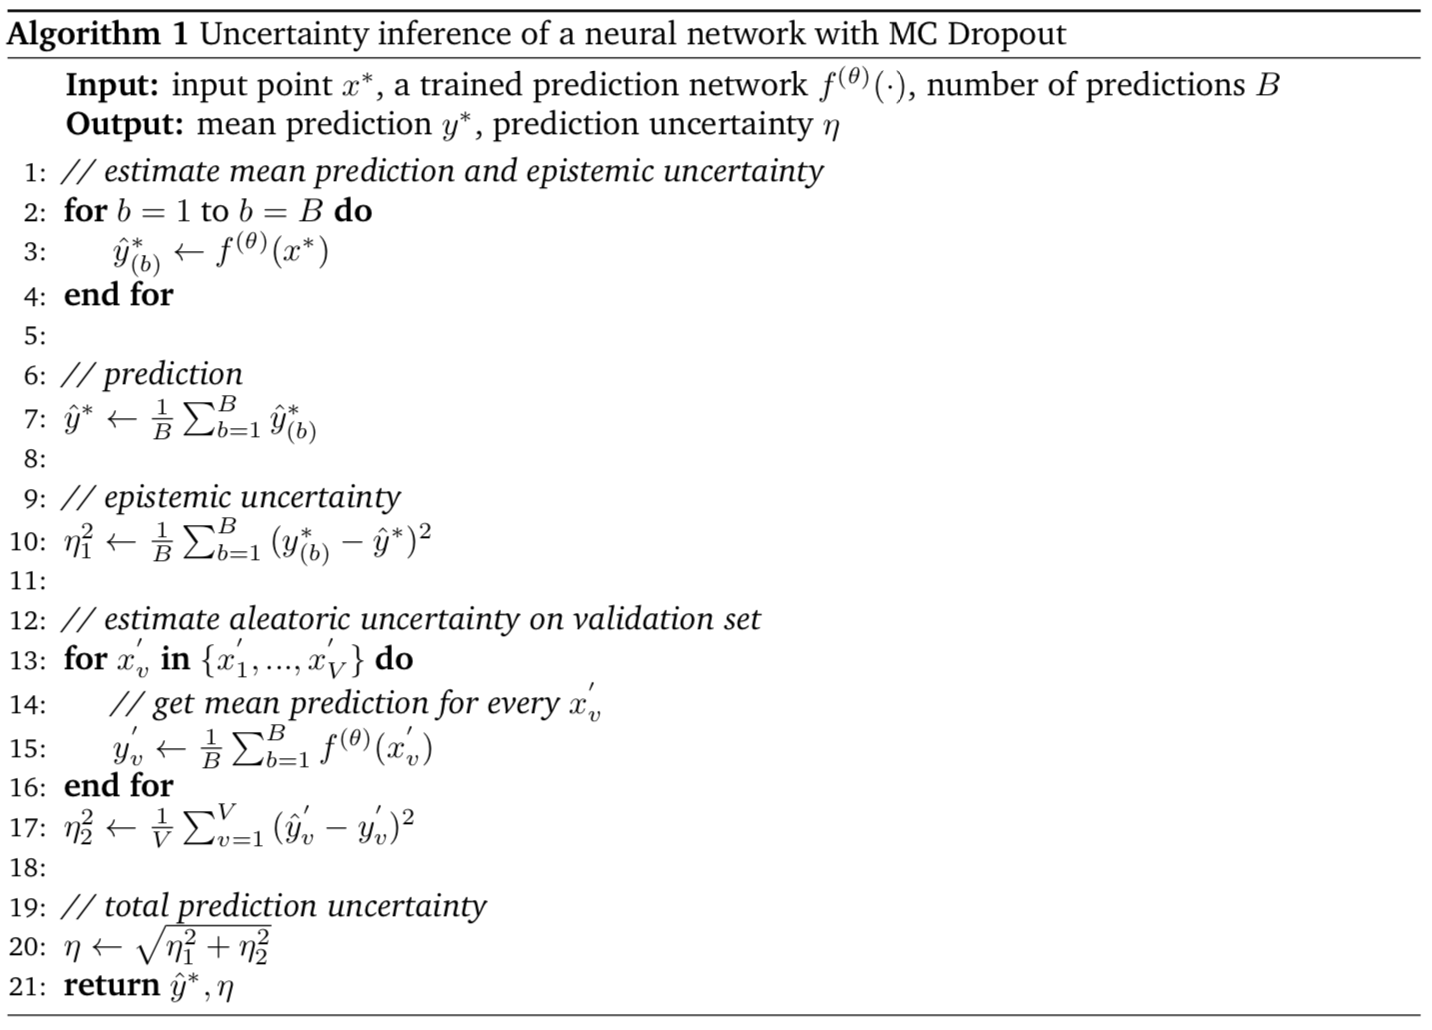 Algorithm 1 Uncertainty inference of a neural network with MC Dropout
Input: input point $x^*$, a trained prediction network $f^{(\theta)}(\cdot)$, number of predictions $B$
Output: mean prediction $y^*$, prediction uncertainty $\eta$
1: // estimate mean prediction and epistemic uncertainty
2: for $b = 1$ to $b = B$ do
3: $\hat{y}^*_{(b)} \leftarrow f^{(\theta)}(x^*)$
4: end for
5:
6: // prediction
7: $\hat{y}^* \leftarrow \frac{1}{B} \sum_{b=1}^{B} \hat{y}^*_{(b)}$
8:
9: // epistemic uncertainty
10: $\eta_1^2 \leftarrow \frac{1}{B} \sum_{b=1}^{B} (y^*_{(b)} - \hat{y}^*)^2$
11:
12: // estimate aleatoric uncertainty on validation set
13: for $x_v^{'}$ in $\{x_1^{'}, ..., x_V^{'}\}$ do
14: // get mean prediction for every $x_v^{'}$
15: $y_v^{'} \leftarrow \frac{1}{B} \sum_{b=1}^{B} f^{(\theta)}(x_v^{'})$
16: end for
17: $\eta_2^2 \leftarrow \frac{1}{V} \sum_{v=1}^{V} (\hat{y}_v^{'} - y_v^{'})^2$
18:
19: // total prediction uncertainty
20: $\eta \leftarrow \sqrt{\eta_1^2 + \eta_2^2}$
21: return $\hat{y}^*, \eta$